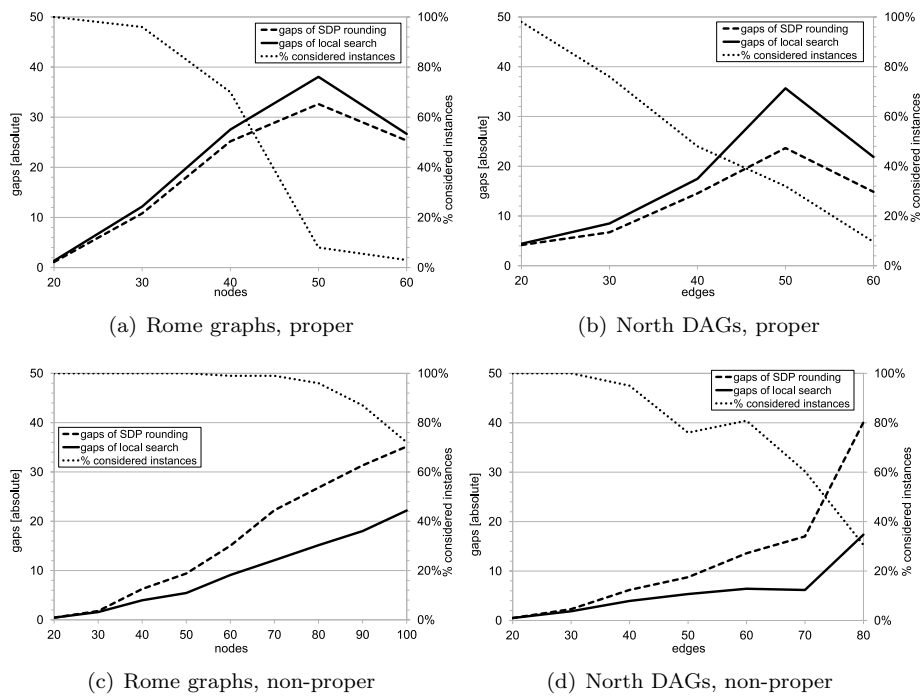 50
40
30
20
10
0
gaps [absolute]
100%
80%
60%
40%
20%
0%
% considered instances
gaps of SDP rounding
gaps of local search
% considered instances
20
30
40
50
60
nodes
(a) Rome graphs, proper
50
40
30
20
10
0
gaps [absolute]
100%
80%
60%
40%
20%
0%
% considered instances
gaps of SDP rounding
gaps of local search
% considered instances
20
30
40
50
60
edges
(b) North DAGs, proper
50
40
30
20
10
0
gaps [absolute]
100%
80%
60%
40%
20%
0%
% considered instances
gaps of SDP rounding
gaps of local search
% considered instances
20
30
40
50
60
70
80
90
100
nodes
(c) Rome graphs, non-proper
50
40
30
20
10
0
gaps [absolute]
100%
80%
60%
40%
20%
0%
% considered instances
gaps of SDP rounding
gaps of local search
% considered instances
20
30
40
50
60
70
80
edges
(d) North DAGs, non-proper